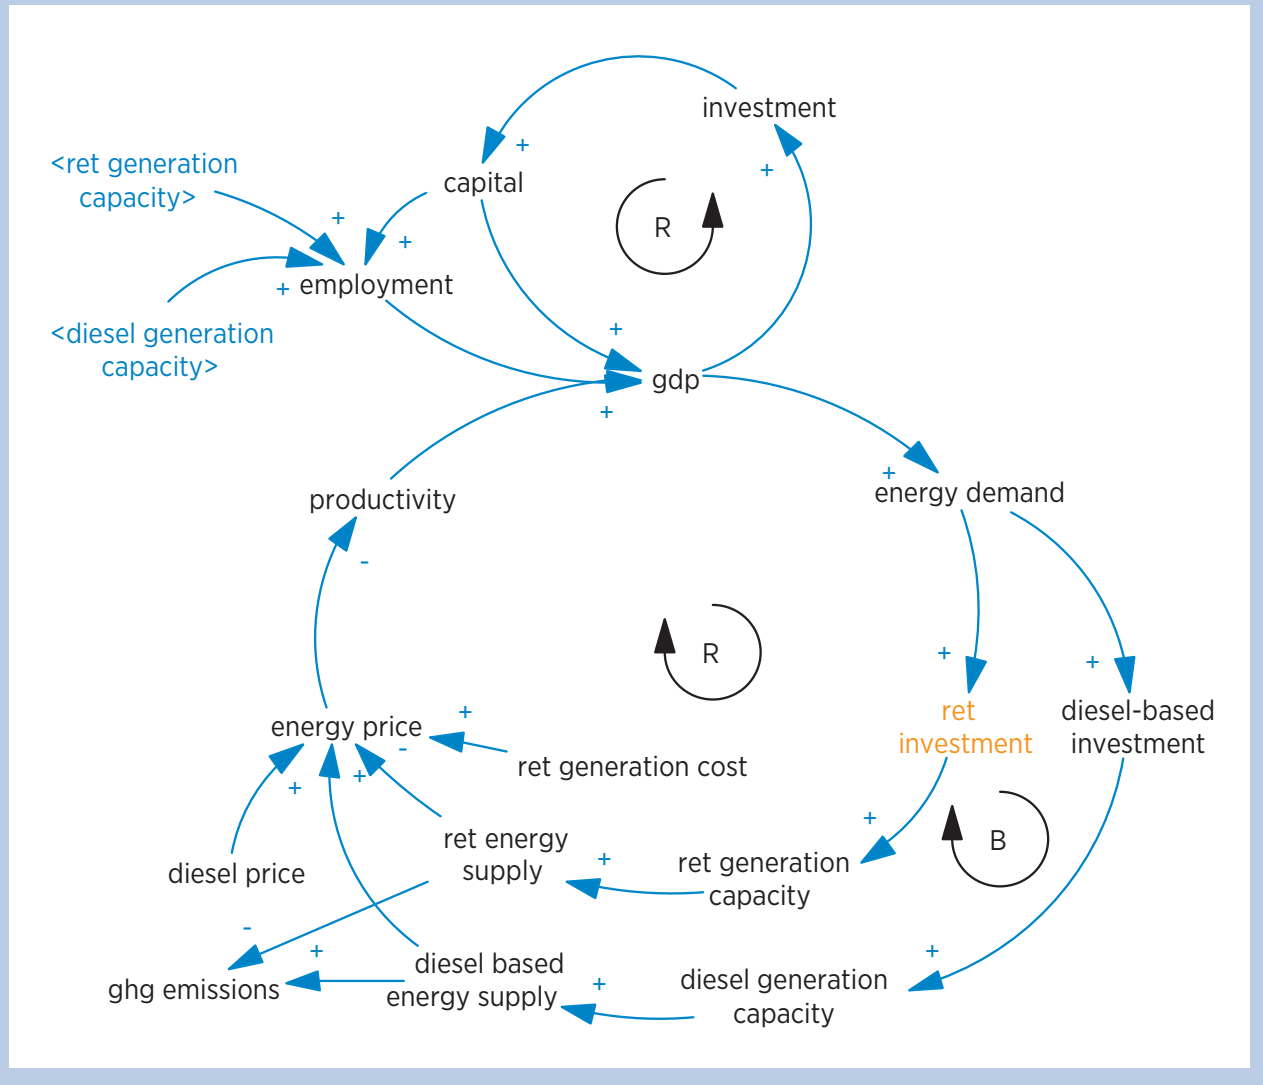 investment
+
<ret generation
capacity>
capital
+
+
R
+
+
<diesel generation
capacity>
+ employment
+
gdp
+
+
energy demand
productivity
-
+
+
R
ret
investment
diesel-based
investment
energy price
+
-
ret generation cost
+
+
diesel price
ret energy
supply
+
ret generation
capacity
+
B
-
+
ghg emissions
diesel based
energy supply
+
diesel generation
capacity
+